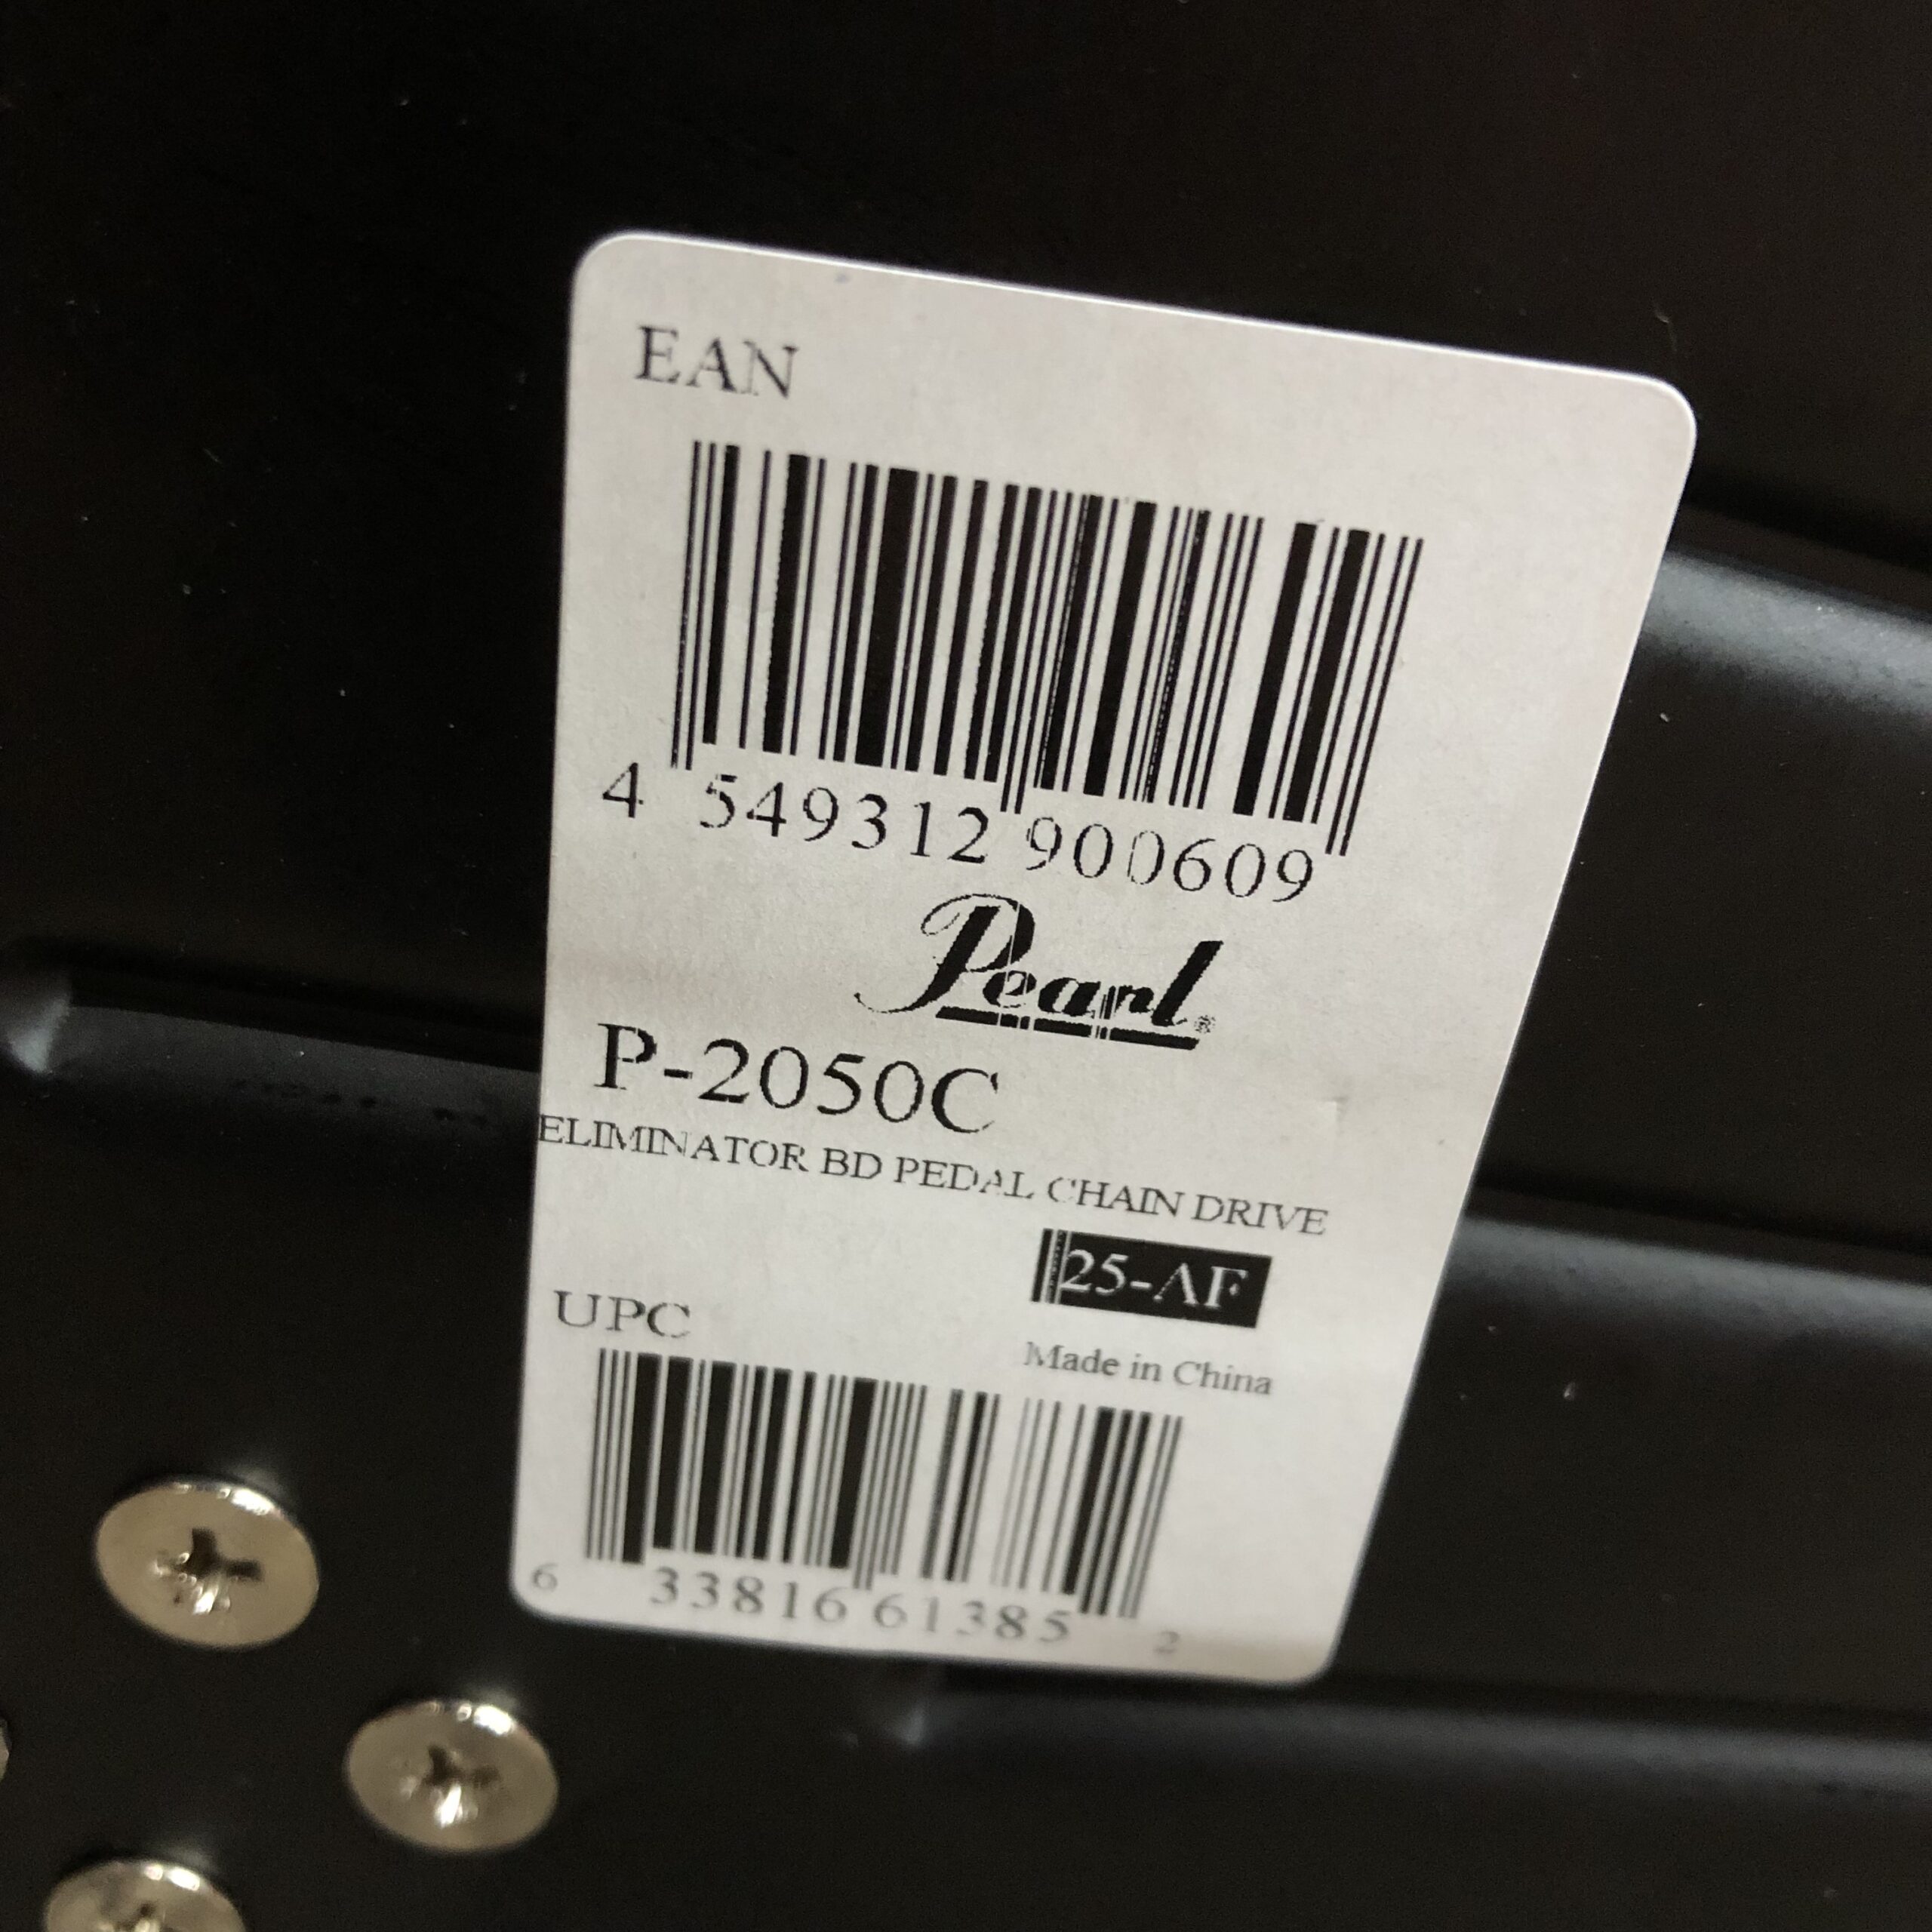 EAN
4 549312 900609
Pearl®
P-2050C
ELIMINATOR BD PEDAL CHAIN DRIVE
25-AF
UPC
Made in China
6 33816 61385 2